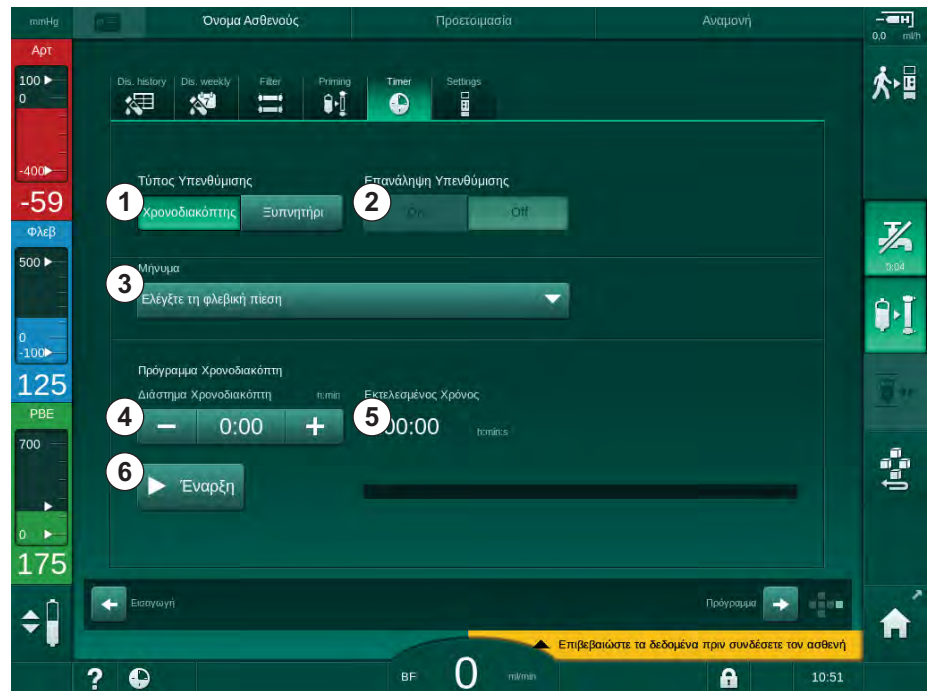 mmHg
Όνομα Ασθενούς
Προετοιμασία
Αναμονή
H
0,0 ml/h
Αρτ
100
0
-400
-59
Φλεβ
500
0
-100
125
PBE
700
0
175
Dis. history
Dis. weekly
Filter
Priming
Timer
Settings
7
Τύπος Υπενθύμισης
Επανάληψη Υπενθύμισης
1
Χρονοδιακόπτης
Ξυπνητήρι
2
On
Off
Μήνυμα
3
Ελέγξτε τη φλεβική πίεση
Πρόγραμμα Χρονοδιακόπτη
Διάστημα Χρονοδιακόπτη h:min
Εκτελεσμένος Χρόνος
4
− 0:00 +
5
00:00 h:min:s
6
Έναρξη
0:04
Εισαγωγή
Πρόγραμμα
Επιβεβαιώστε τα δεδομένα πριν συνδέσετε τον ασθενή
?
BF 0 ml/min
10:51